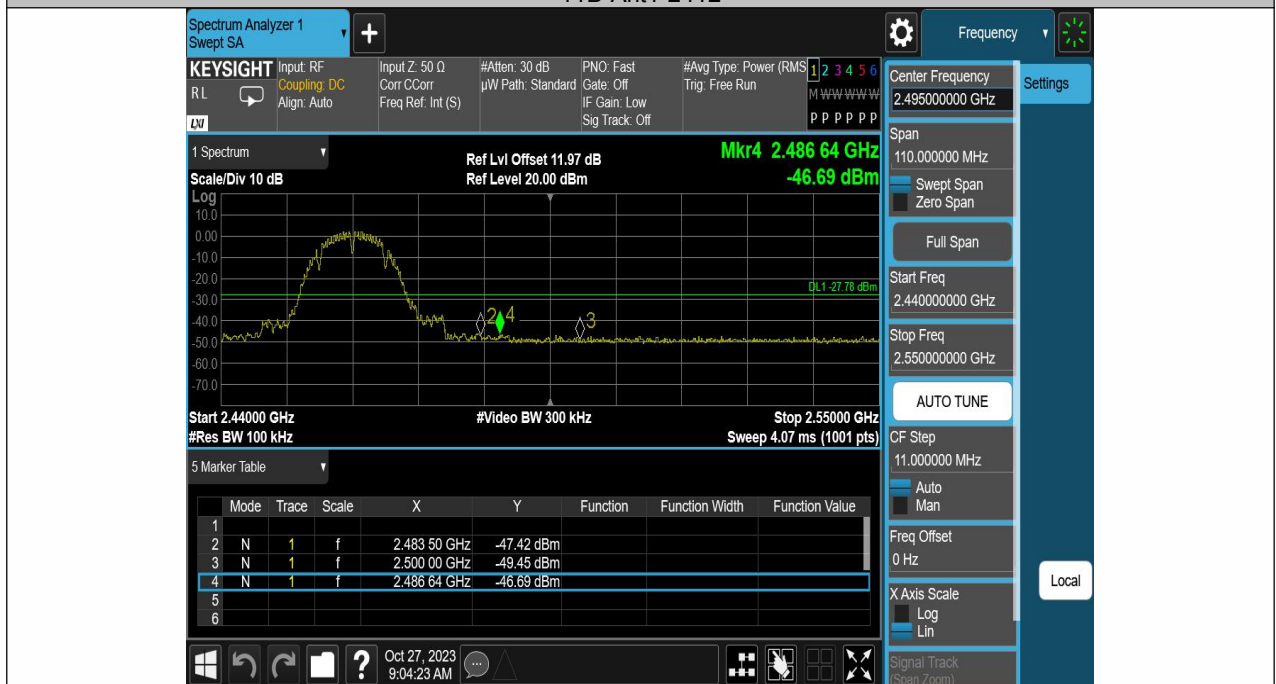 Spectrum Analyzer 1
Swept SA
+
Frequency
KEYSIGHT
RL
LXI
Input: RF
Coupling: DC
Align: Auto
Input Z: 50 Ω
Corr CCorr
Freq Ref: Int (S)
#Atten: 30 dB
µW Path: Standard
PNO: Fast
Gate: Off
IF Gain: Low
Sig Track: Off
#Avg Type: Power (RMS
Trig: Free Run
1 2 3 4 5 6
M W W W W W
P P P P P P
1 Spectrum
Scale/Div 10 dB
Ref Lvl Offset 11.97 dB
Ref Level 20.00 dBm
Mkr4 2.486 64 GHz
-46.69 dBm
Log
10.0
0.00
-10.0
-20.0
-30.0
-40.0
-50.0
-60.0
-70.0
DL1 -27.78 dBm
2
4
3
Start 2.44000 GHz
#Res BW 100 kHz
#Video BW 300 kHz
Stop 2.55000 GHz
Sweep 4.07 ms (1001 pts)
5 Marker Table
Mode Trace Scale X Y Function Function Width Function Value
1
2 N 1 f 2.483 50 GHz -47.42 dBm
3 N 1 f 2.500 00 GHz -49.45 dBm
4 N 1 f 2.486 64 GHz -46.69 dBm
5
6
?
Oct 27, 2023
9:04:23 AM
Center Frequency
2.495000000 GHz
Span
110.000000 MHz
Swept Span
Zero Span
Full Span
Start Freq
2.440000000 GHz
Stop Freq
2.550000000 GHz
AUTO TUNE
CF Step
11.000000 MHz
Auto
Man
Freq Offset
0 Hz
X Axis Scale
Log
Lin
Signal Track
(Span Zoom)
Settings
Local